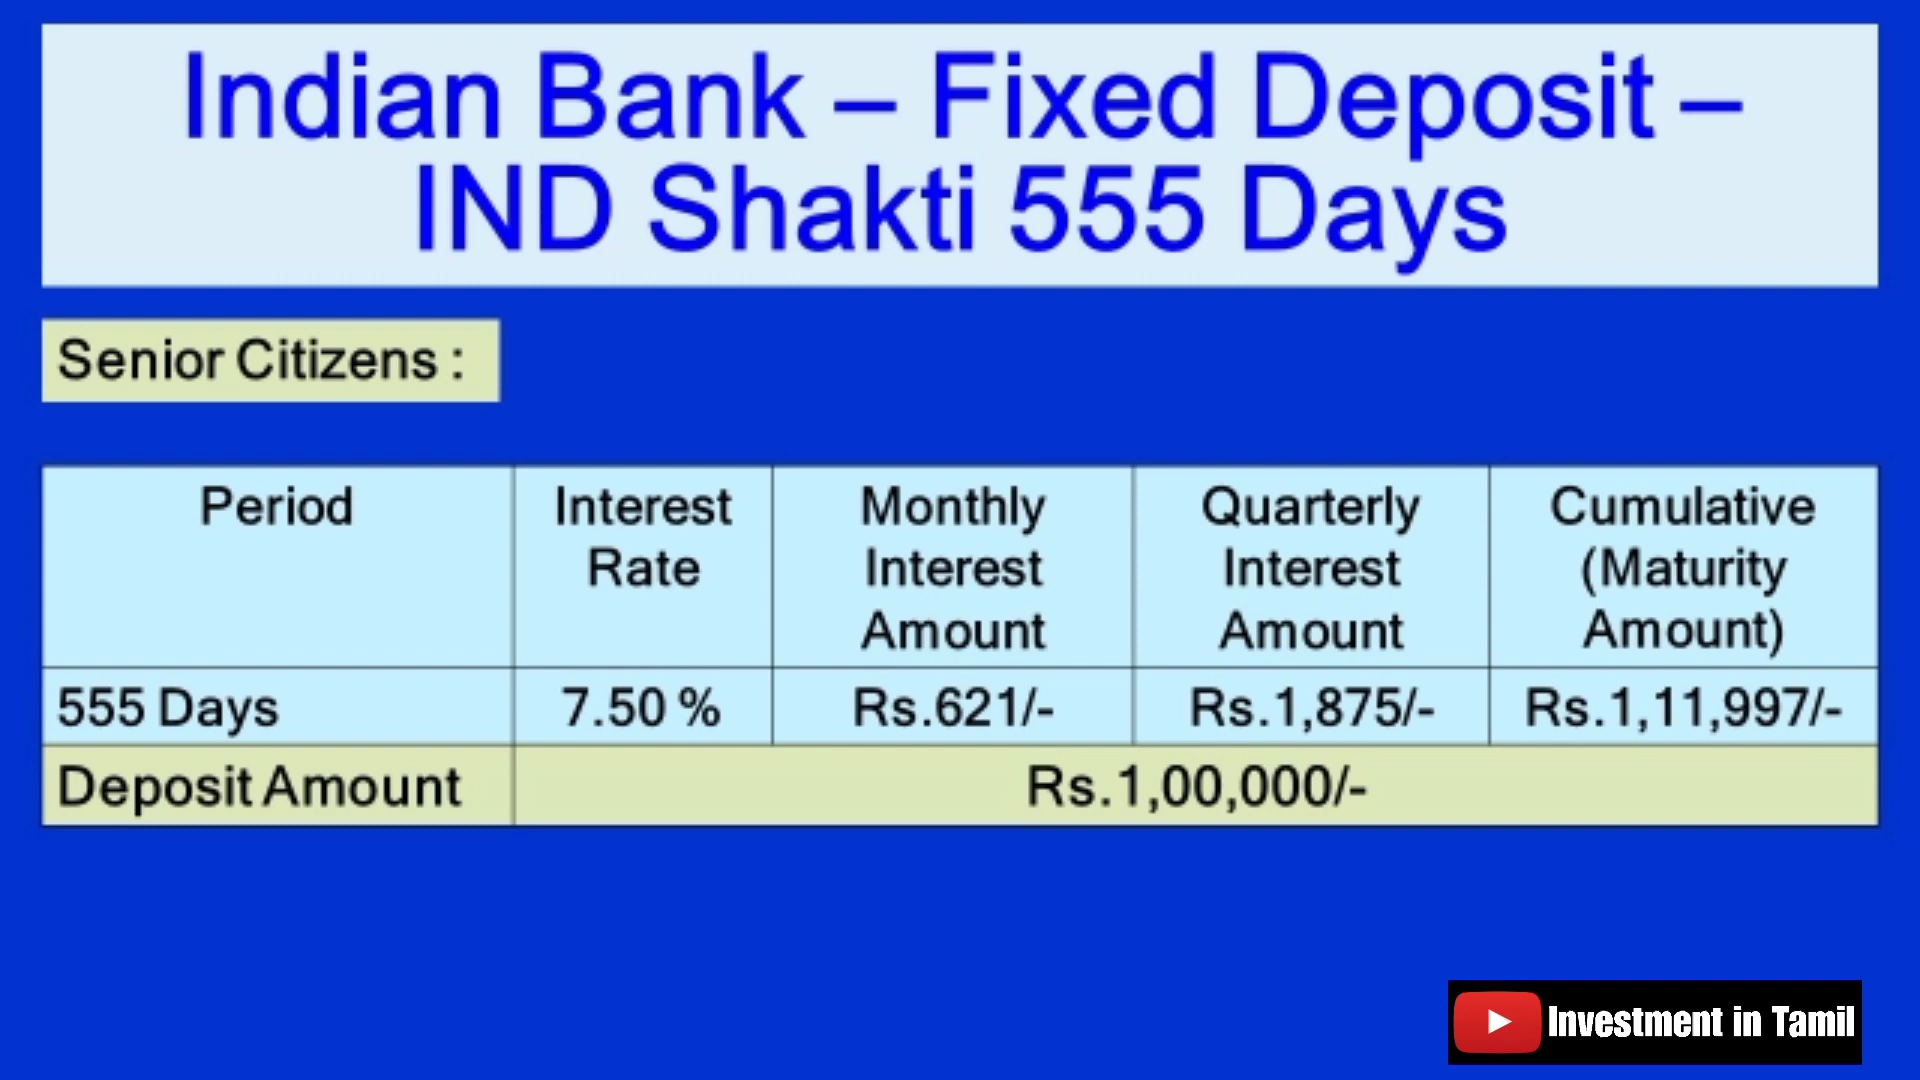 Indian Bank – Fixed Deposit –
IND Shakti 555 Days
Senior Citizens :
Period
Interest
Rate
Monthly
Interest
Amount
Quarterly
Interest
Amount
Cumulative
(Maturity
Amount)
555 Days
7.50 %
Rs.621/-
Rs.1,875/-
Rs.1,11,997/-
Deposit Amount
Rs.1,00,000/-
Investment in Tamil